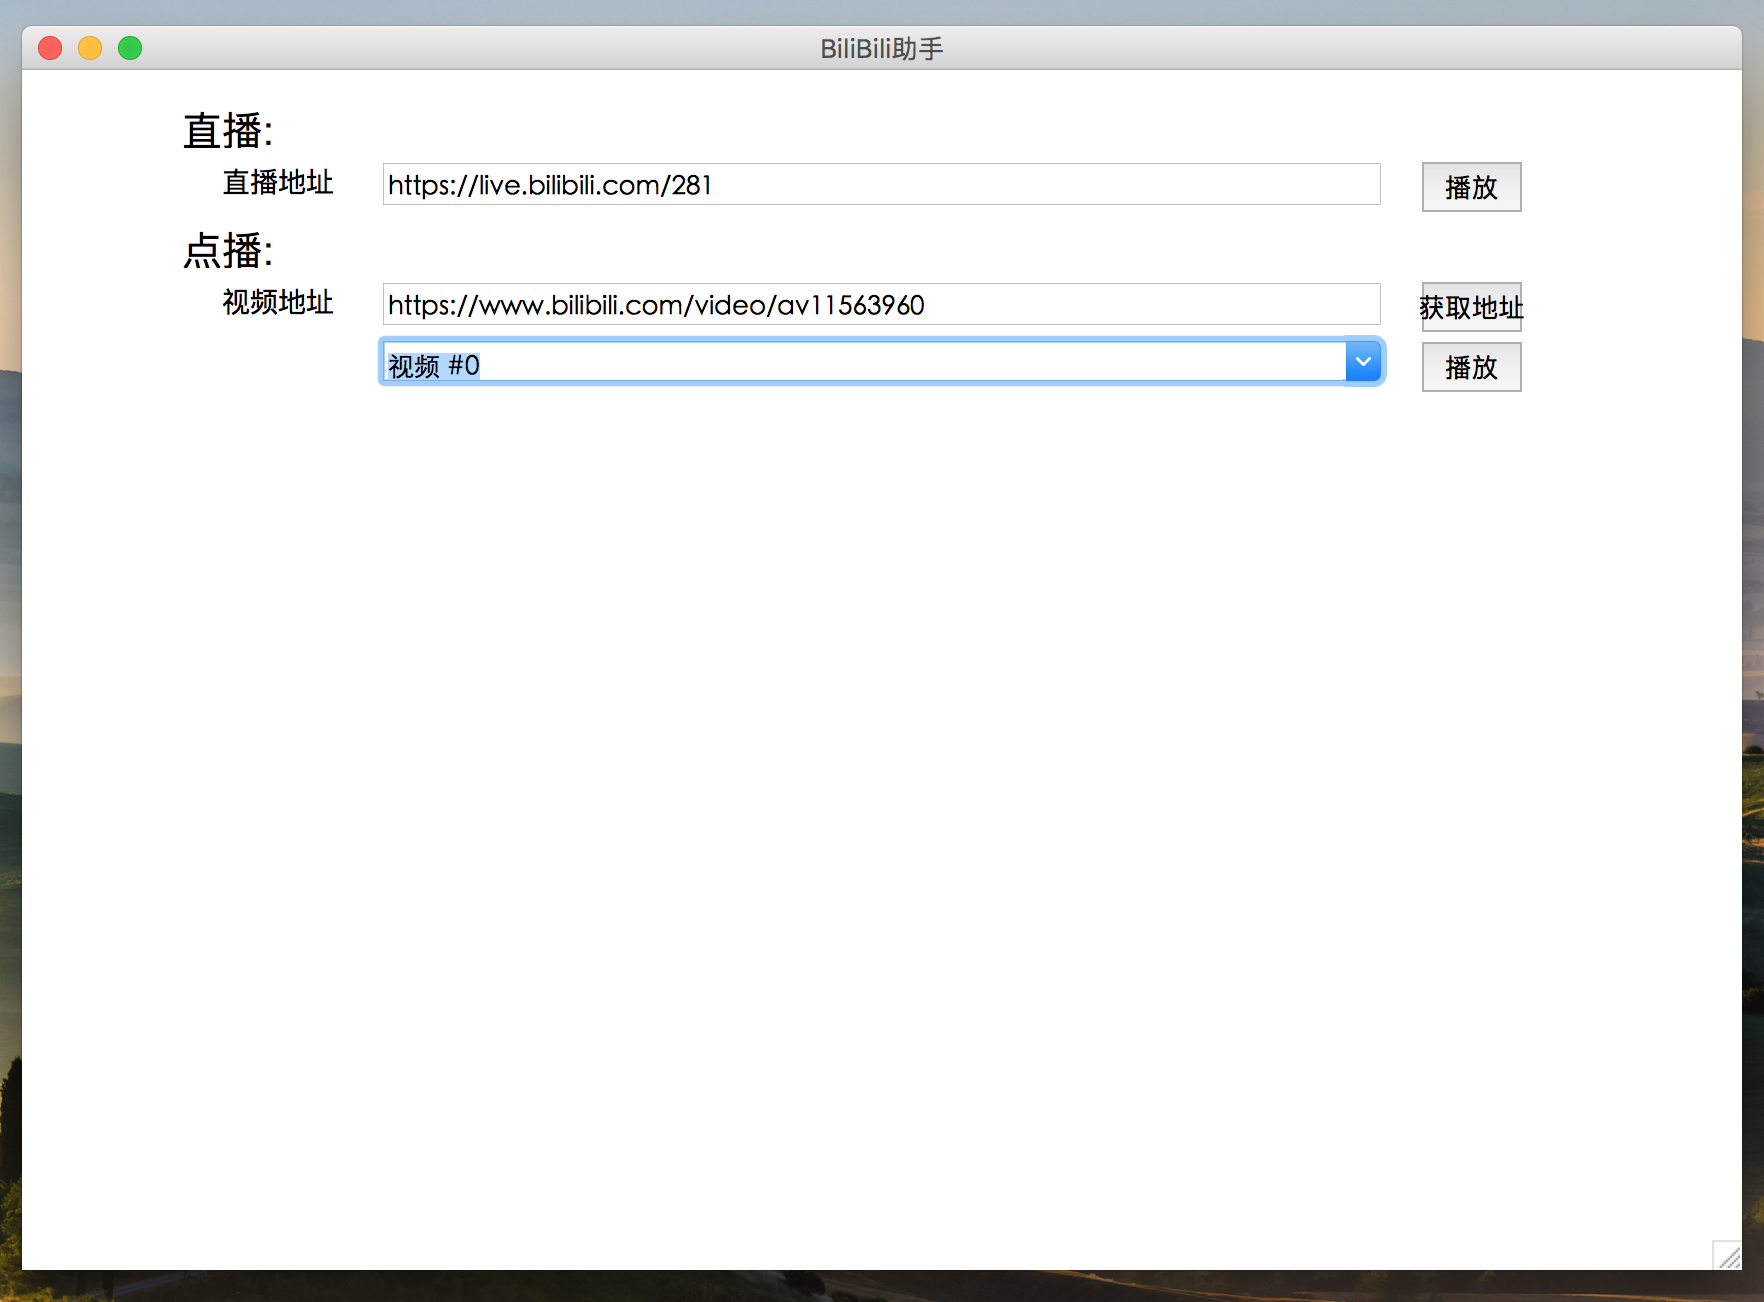 BiliBili助手
直播:
直播地址 https://live.bilibili.com/281 播放
点播:
视频地址 https://www.bilibili.com/video/av11563960 获取地址
视频 #0 播放